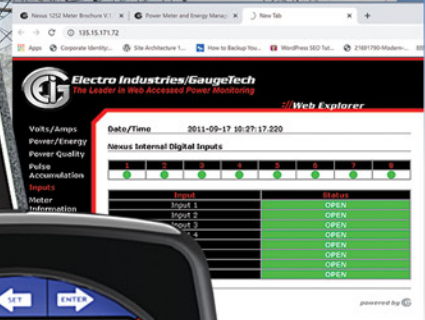 Nexus 1252 Meter Brochure V.1
Power Meter and Energy Manag
New Tab
135.15.171.72
Apps
Corporate Identity...
Site Architecture 1...
How to Backup You...
WordPress SEO Tut...
21691790-Modern-...
EIG
Electro Industries/GaugeTech
The Leader in Web Accessed Power Monitoring
://Web Explorer
Volts/Amps
Power/Energy
Power Quality
Pulse
Accumulation
Inputs
Meter
Information
Date/Time 2011-09-17 10:27:17.220
Nexus Internal Digital Inputs
1 2 3 4 5 6 7 8
Input Status
Input 1 OPEN
Input 2 OPEN
Input 3 OPEN
4 OPEN
OPEN
OPEN
OPEN
OPEN
SET
ENTER
powered by